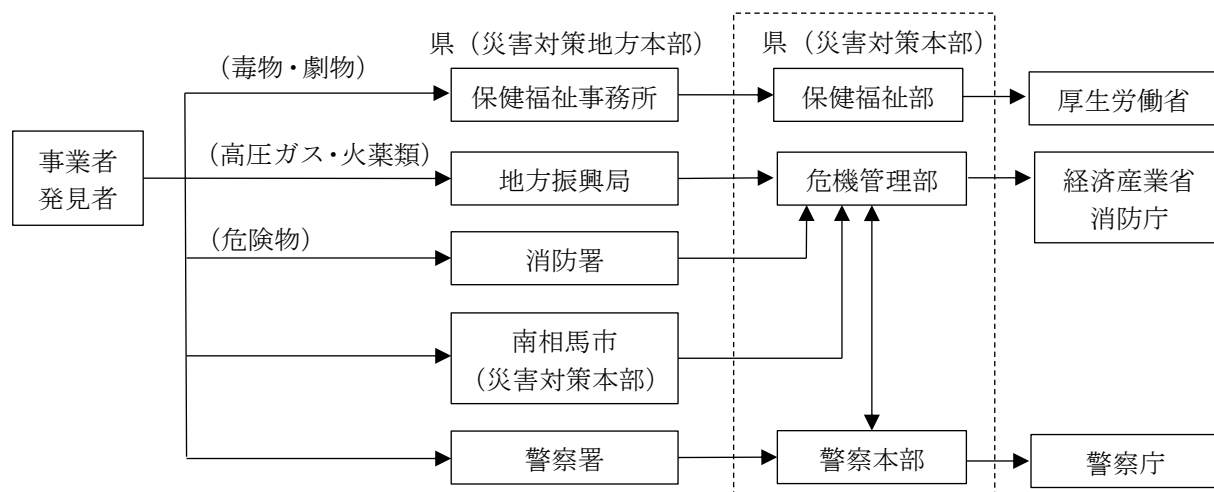 県（災害対策地方本部）
県（災害対策本部）
（毒物・劇物）
保健福祉事務所
保健福祉部
厚生労働省
事業者
発見者
（高圧ガス・火薬類）
地方振興局
危機管理部
経済産業省
消防庁
（危険物）
消防署
南相馬市
（災害対策本部）
警察署
警察本部
警察庁